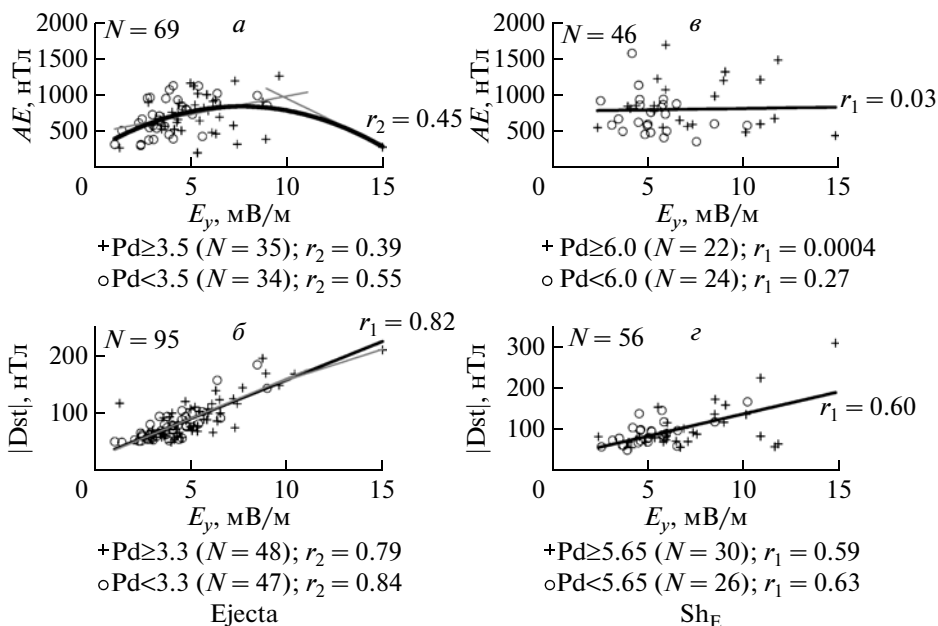 2000
1500
1000
500
AE, нТл
N = 69
а
r₂ = 0.45
0
5
10
15
E_y, мВ/м
+Pd≥3.5 (N = 35); r₂ = 0.39
○Pd<3.5 (N = 34); r₂ = 0.55
2000
1500
1000
500
AE, нТл
N = 46
в
r₁ = 0.03
0
5
10
15
E_y, мВ/м
+ Pd≥6.0 (N = 22); r₁ = 0.0004
○ Pd<6.0 (N = 24); r₁ = 0.27
200
100
|Dst|, нТл
N = 95
б
r₁ = 0.82
0
5
10
15
E_y, мВ/м
+Pd≥3.3 (N = 48); r₂ = 0.79
○Pd<3.3 (N = 47); r₂ = 0.84
Ejecta
300
200
100
|Dst|, нТл
N = 56
г
r₁ = 0.60
0
5
10
15
E_y, мВ/м
+Pd≥5.65 (N = 30); r₁ = 0.59
○Pd<5.65 (N = 26); r₁ = 0.63
Sh_E